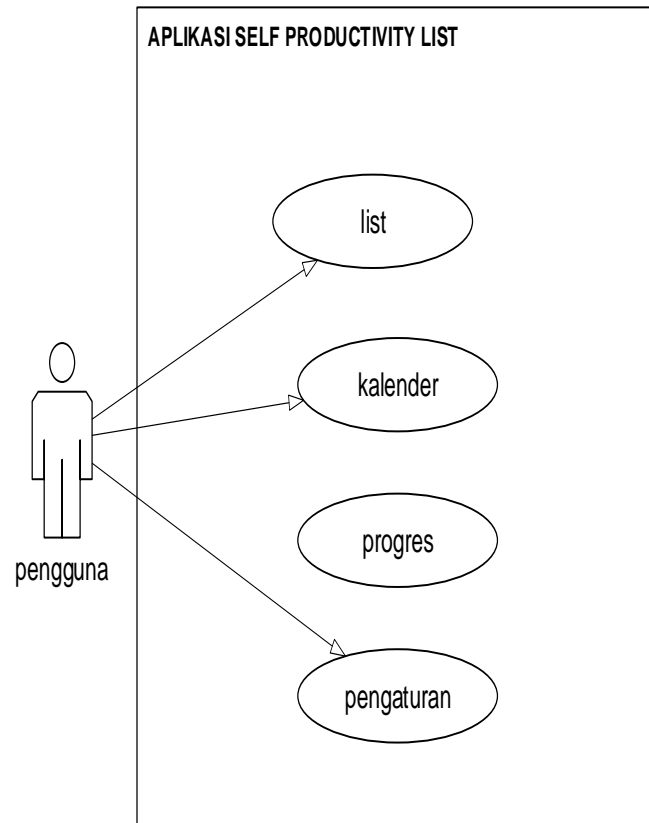 APLIKASI SELF PRODUCTIVITY LIST
list
kalender
progres
pengguna
pengaturan